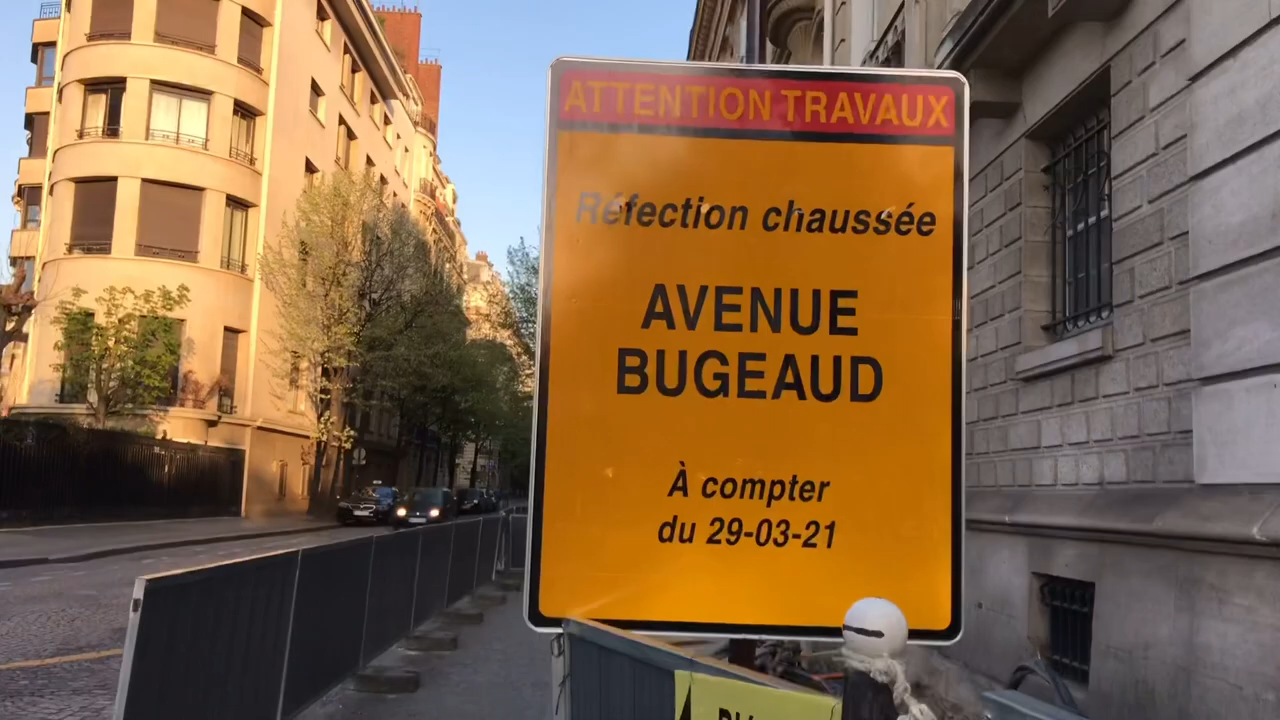 ATTENTION TRAVAUX
Réfection chaussée
AVENUE
BUGEAUD
À compter
du 29-03-21